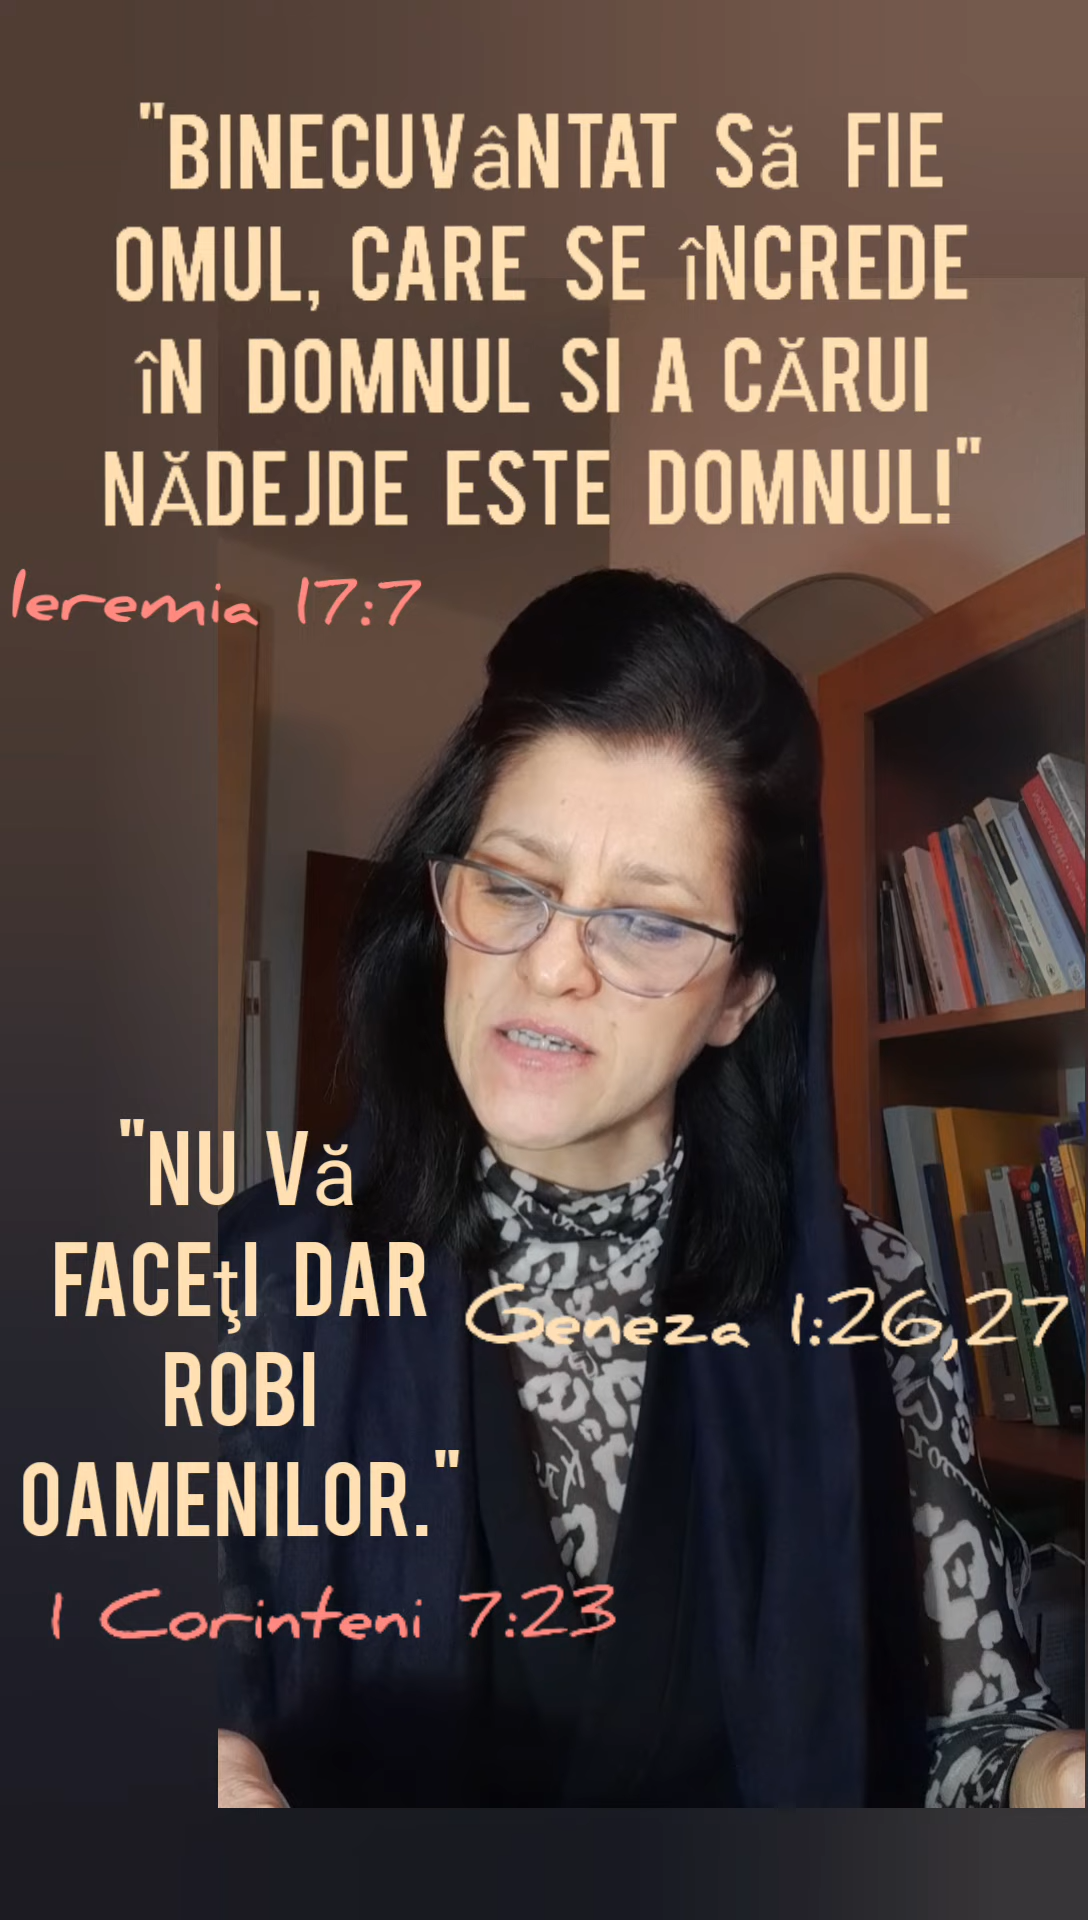 "BINECUVâNTAT Să FIE
OMUL, CARE SE îNCREDE
îN DOMNUL SI A CĂRUI
NĂDEJDE ESTE DOMNUL!"
Ieremia 17:7
"NU Vă
FACEţI DAR
ROBI
OAMENILOR."
Geneza 1:26,27
1 Corinteni 7:23